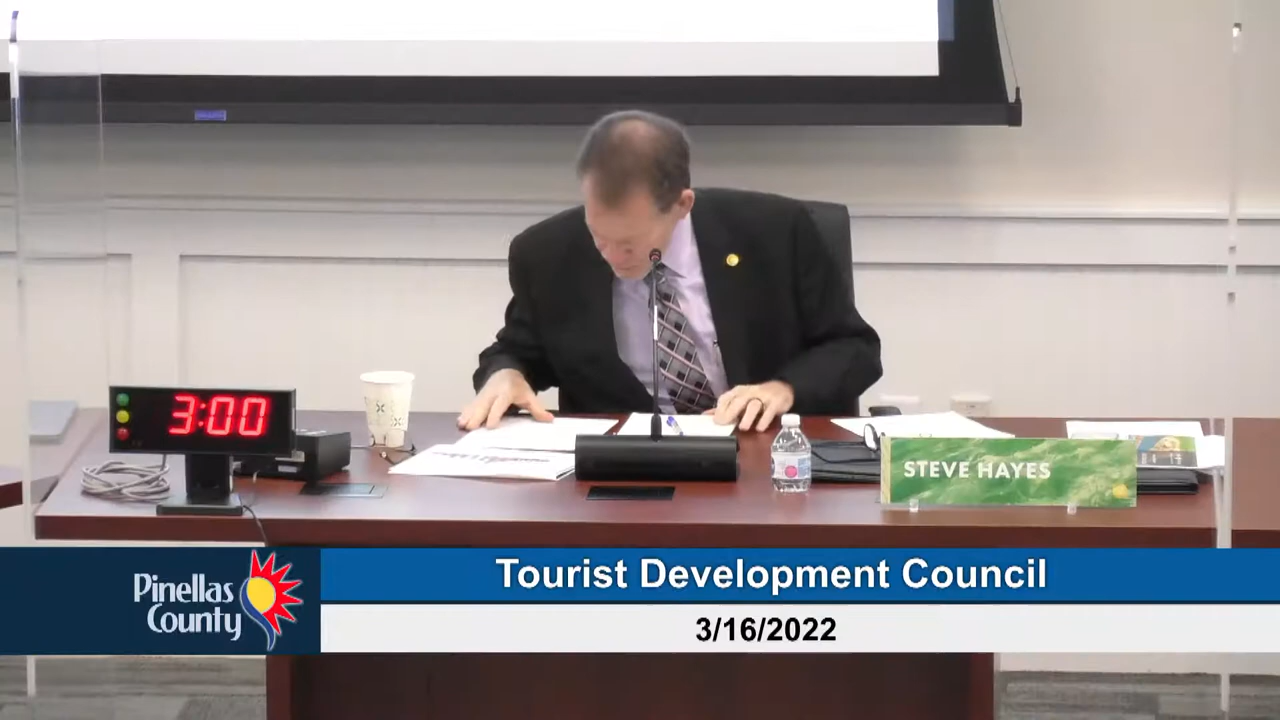 3:00
STEVE HAYES
Pinellas
County
Tourist Development Council
3/16/2022